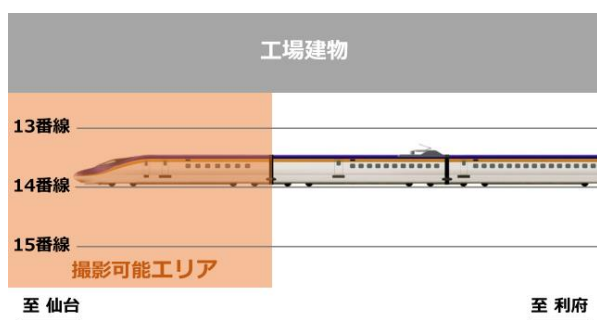 工場建物
13番線
14番線
15番線
撮影可能エリア
至 仙台
至 利府